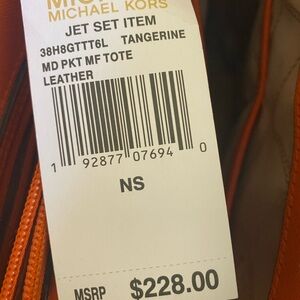 MICHAEL KORS
JET SET ITEM
38H8GTTT6L TANGERINE
MD PKT MF TOTE
LEATHER
1 92877 07694 0
NS
MSRP $228.00